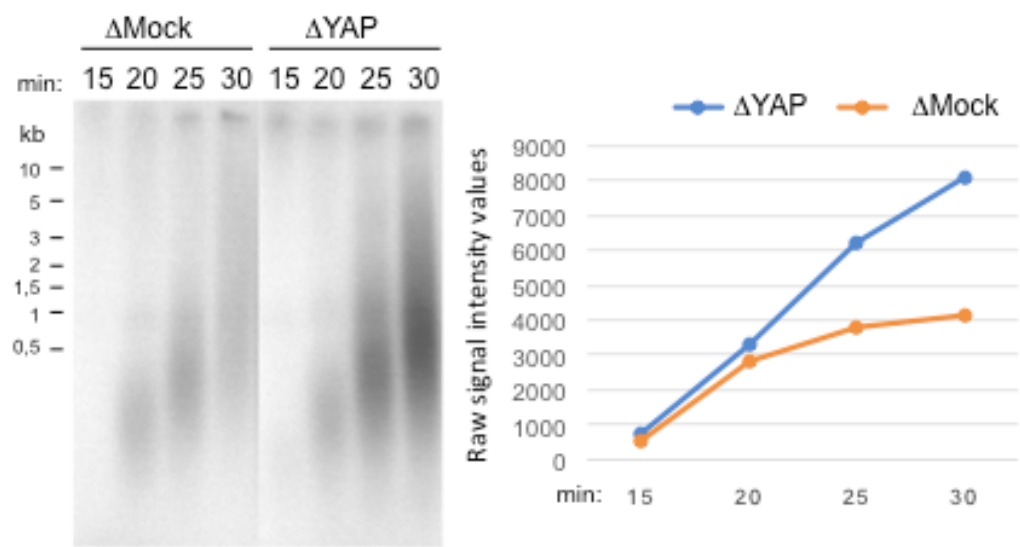 ΔMock ΔYAP
min: 15 20 25 30 15 20 25 30
kb
10
5
3
2
1,5
1
0,5
ΔYAP ΔMock
Raw signal intensity values
9000
8000
7000
6000
5000
4000
3000
2000
1000
0
min: 15 20 25 30